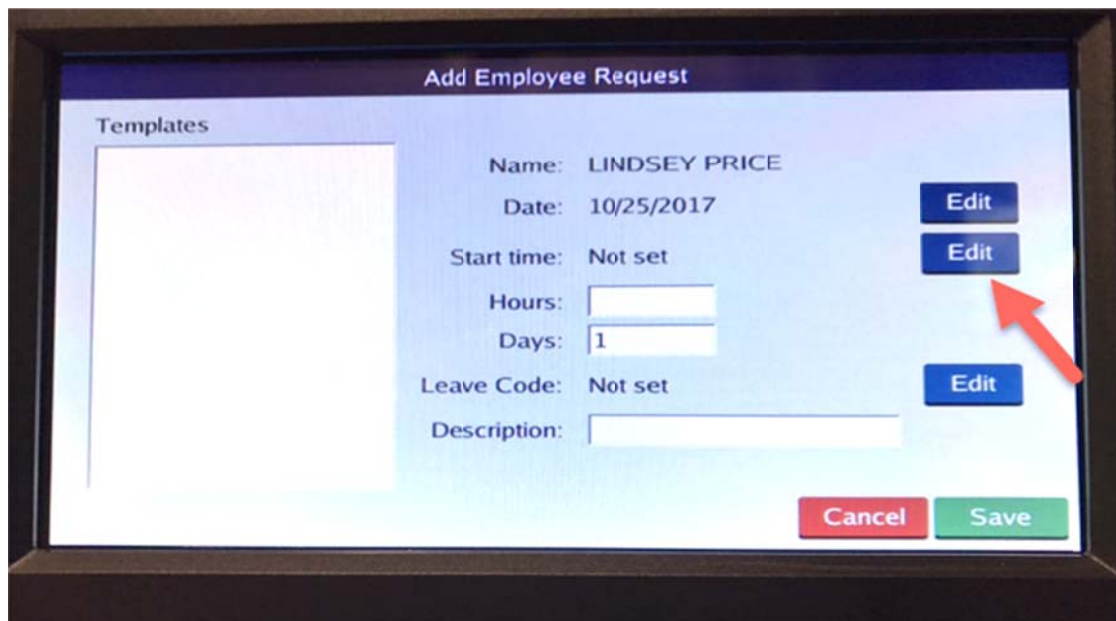 Add Employee Request
Templates
Name: LINDSEY PRICE
Date: 10/25/2017 Edit
Start time: Not set Edit
Hours:
Days: 1
Leave Code: Not set Edit
Description:
Cancel Save